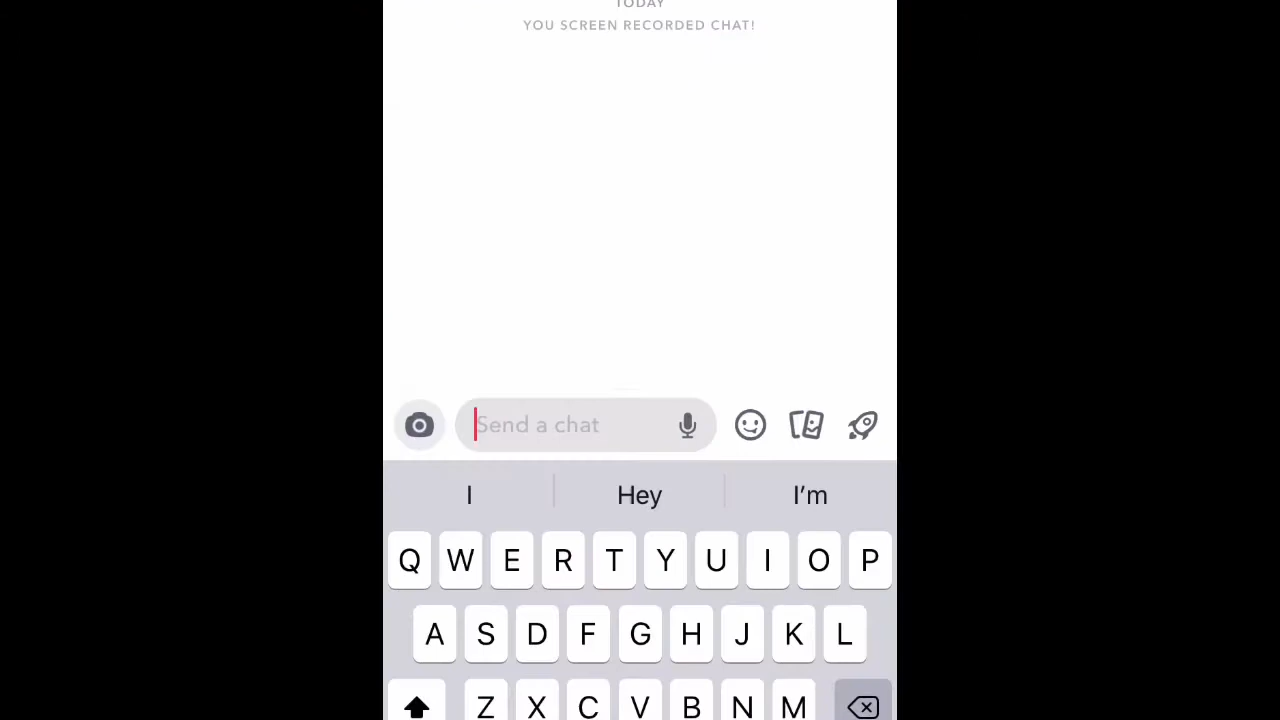 TODAY
YOU SCREEN RECORDED CHAT!
Send a chat
I Hey I'm
Q W E R T Y U I O P
A S D F G H J K L
Z X C V B N M